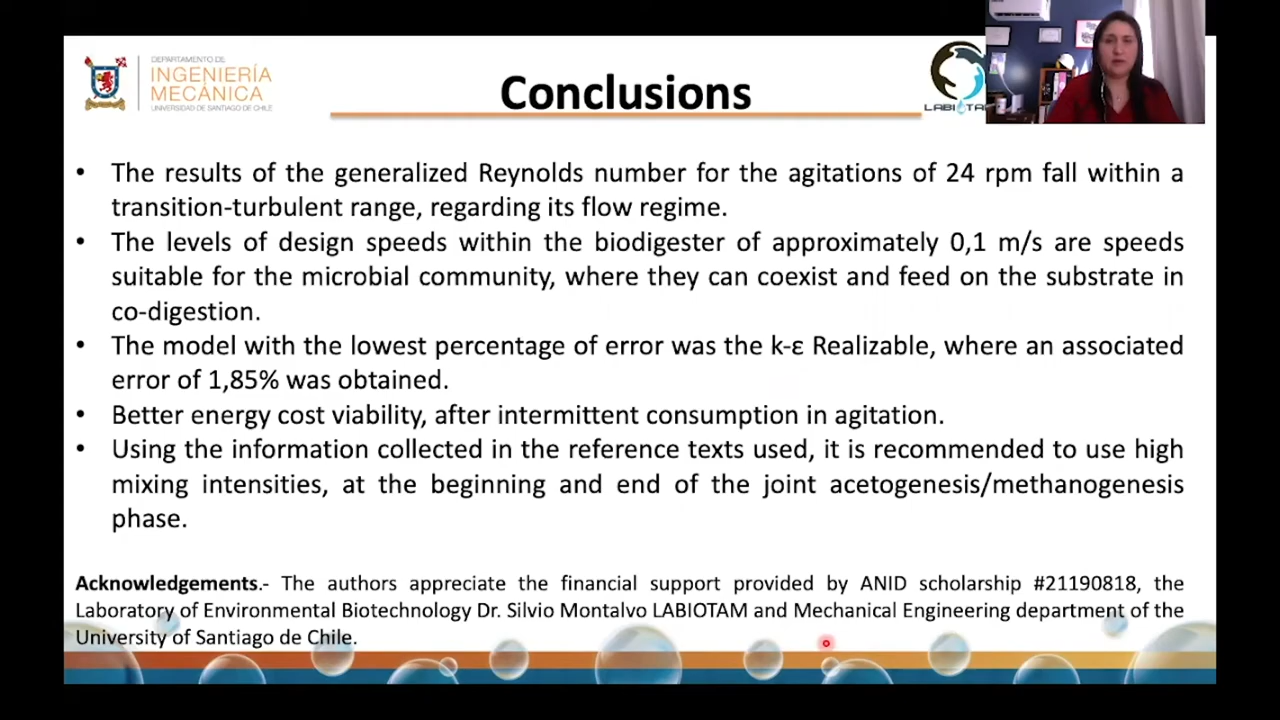 DEPARTAMENTO DE
INGENIERÍA
MECÁNICA
UNIVERSIDAD DE SANTIAGO DE CHILE
Conclusions
LABIOTA
• The results of the generalized Reynolds number for the agitations of 24 rpm fall within a
transition-turbulent range, regarding its flow regime.
• The levels of design speeds within the biodigester of approximately 0,1 m/s are speeds
suitable for the microbial community, where they can coexist and feed on the substrate in
co-digestion.
• The model with the lowest percentage of error was the k-ε Realizable, where an associated
error of 1,85% was obtained.
• Better energy cost viability, after intermittent consumption in agitation.
• Using the information collected in the reference texts used, it is recommended to use high
mixing intensities, at the beginning and end of the joint acetogenesis/methanogenesis
phase.
Acknowledgements.- The authors appreciate the financial support provided by ANID scholarship #21190818, the
Laboratory of Environmental Biotechnology Dr. Silvio Montalvo LABIOTAM and Mechanical Engineering department of the
University of Santiago de Chile.